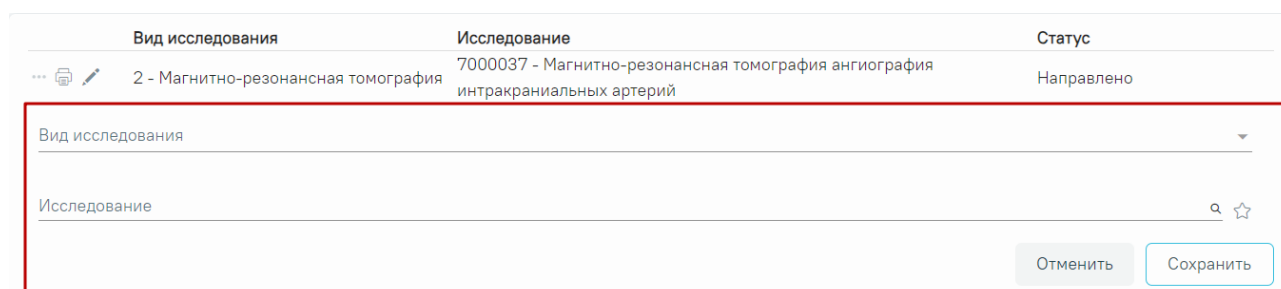 Вид исследования Исследование Статус
2 - Магнитно-резонансная томография 7000037 - Магнитно-резонансная томография ангиография интракраниальных артерий Направлено
Вид исследования
Исследование
Отменить Сохранить